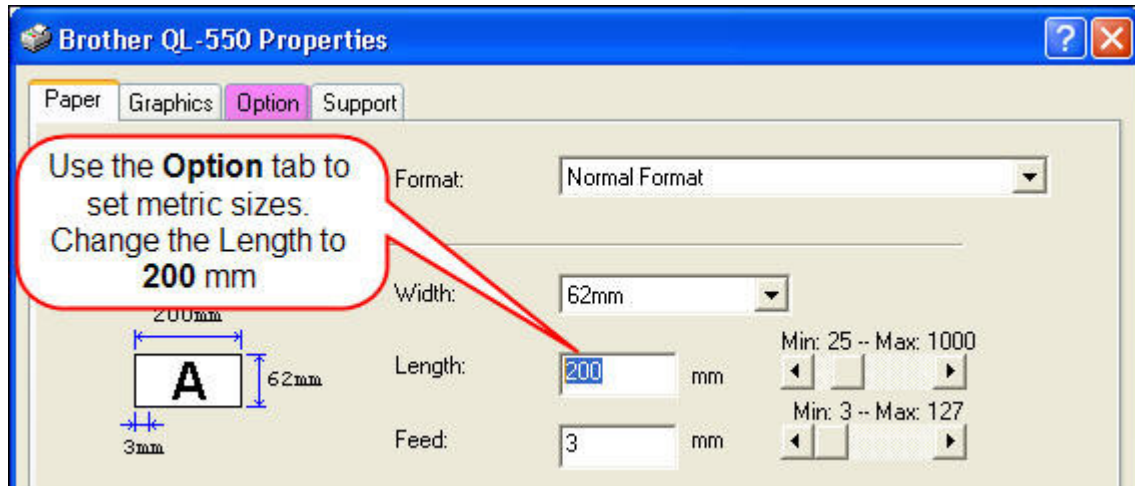 Brother QL-550 Properties
Paper Graphics Option Support
Use the Option tab to
set metric sizes.
Change the Length to
200 mm
Format: Normal Format
Width: 62mm
200mm
A
62mm
3mm
Length: 200 mm
Min: 25 -- Max: 1000
Feed: 3 mm
Min: 3 -- Max: 127